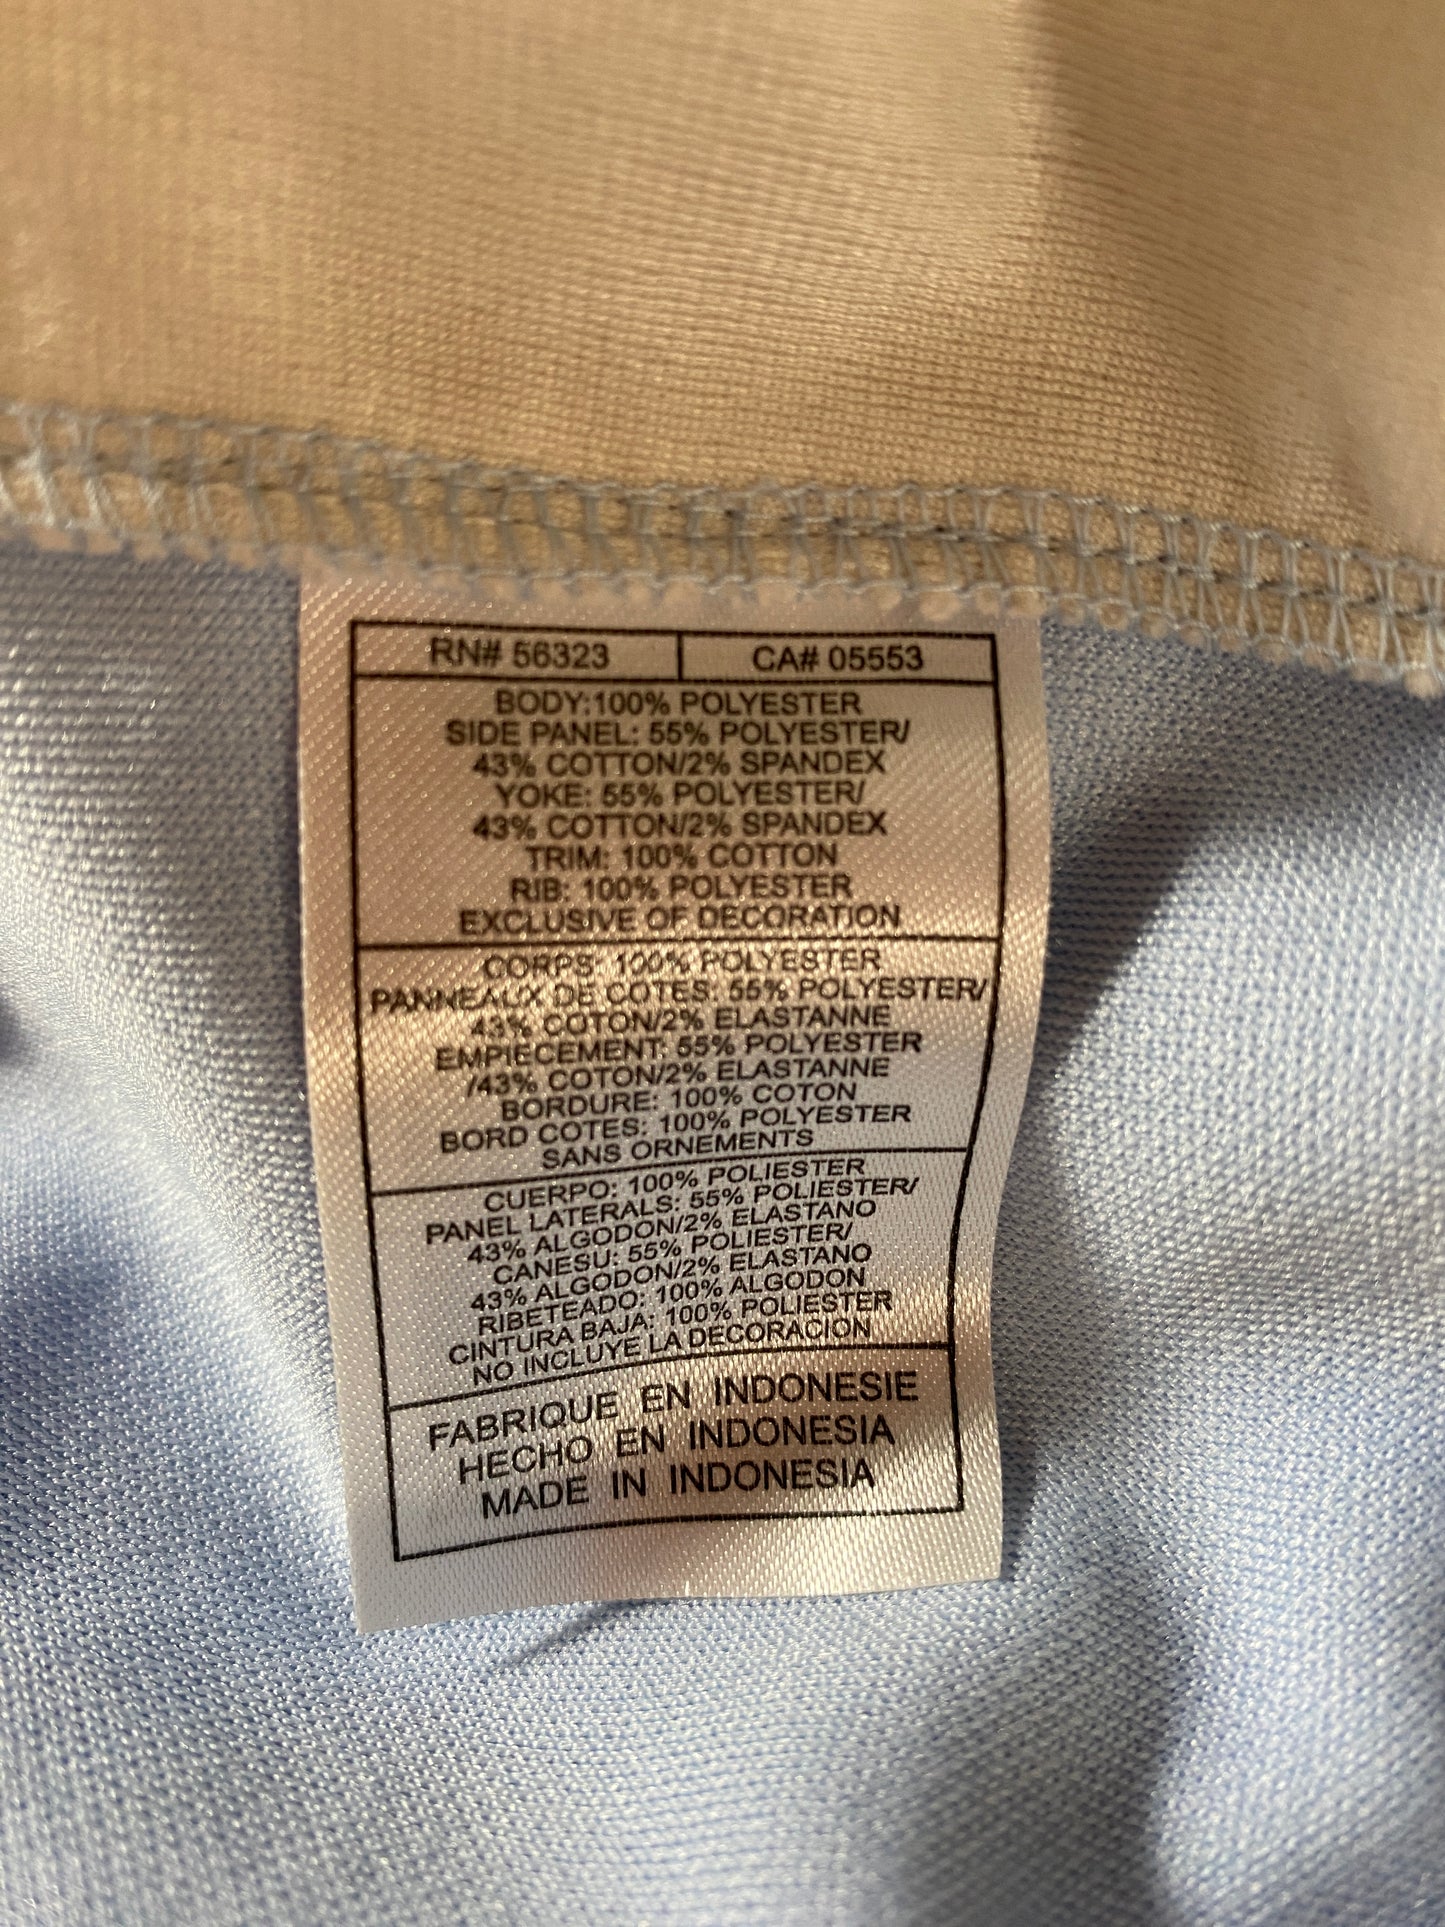 RN# 56323 CA# 05553
BODY:100% POLYESTER
SIDE PANEL: 55% POLYESTER/
43% COTTON/2% SPANDEX
YOKE: 55% POLYESTER/
43% COTTON/2% SPANDEX
TRIM: 100% COTTON
RIB: 100% POLYESTER
EXCLUSIVE OF DECORATION
CORPS: 100% POLYESTER
PANNEAUX DE COTES: 55% POLYESTER/
43% COTON/2% ELASTANNE
EMPIECEMENT: 55% POLYESTER
/43% COTON/2% ELASTANNE
BORDURE: 100% COTON
BORD COTES: 100% POLYESTER
SANS ORNEMENTS
CUERPO: 100% POLIESTER
PANEL LATERALS: 55% POLIESTER/
43% ALGODON/2% ELASTANO
CANESU: 55% POLIESTER/
43% ALGODON/2% ELASTANO
RIBETEADO: 100% ALGODON
CINTURA BAJA: 100% POLIESTER
NO INCLUYE LA DECORACION
FABRIQUE EN INDONESIE
HECHO EN INDONESIA
MADE IN INDONESIA